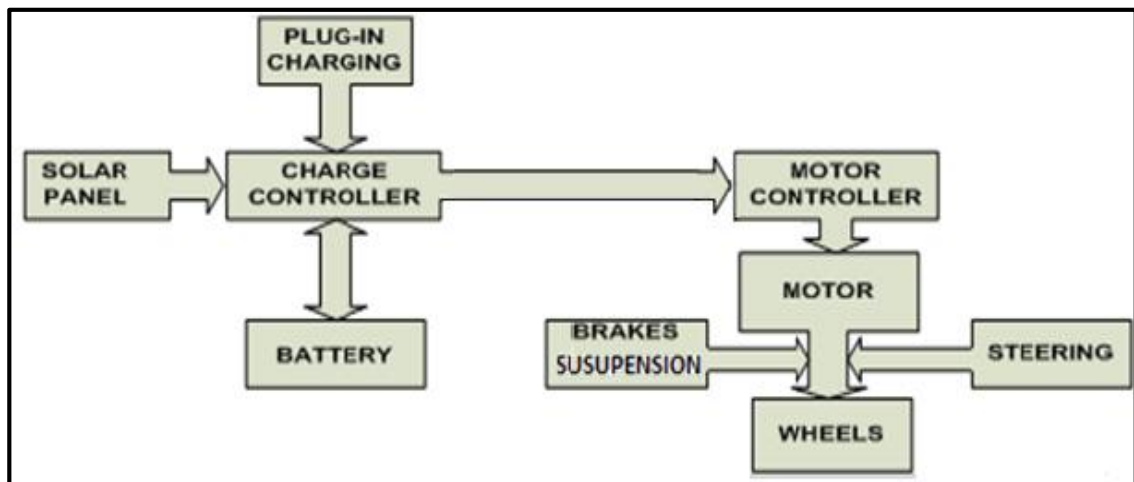 PLUG-IN
CHARGING
SOLAR
PANEL
CHARGE
CONTROLLER
MOTOR
CONTROLLER
MOTOR
BATTERY
BRAKES
SUSUPENSION
STEERING
WHEELS